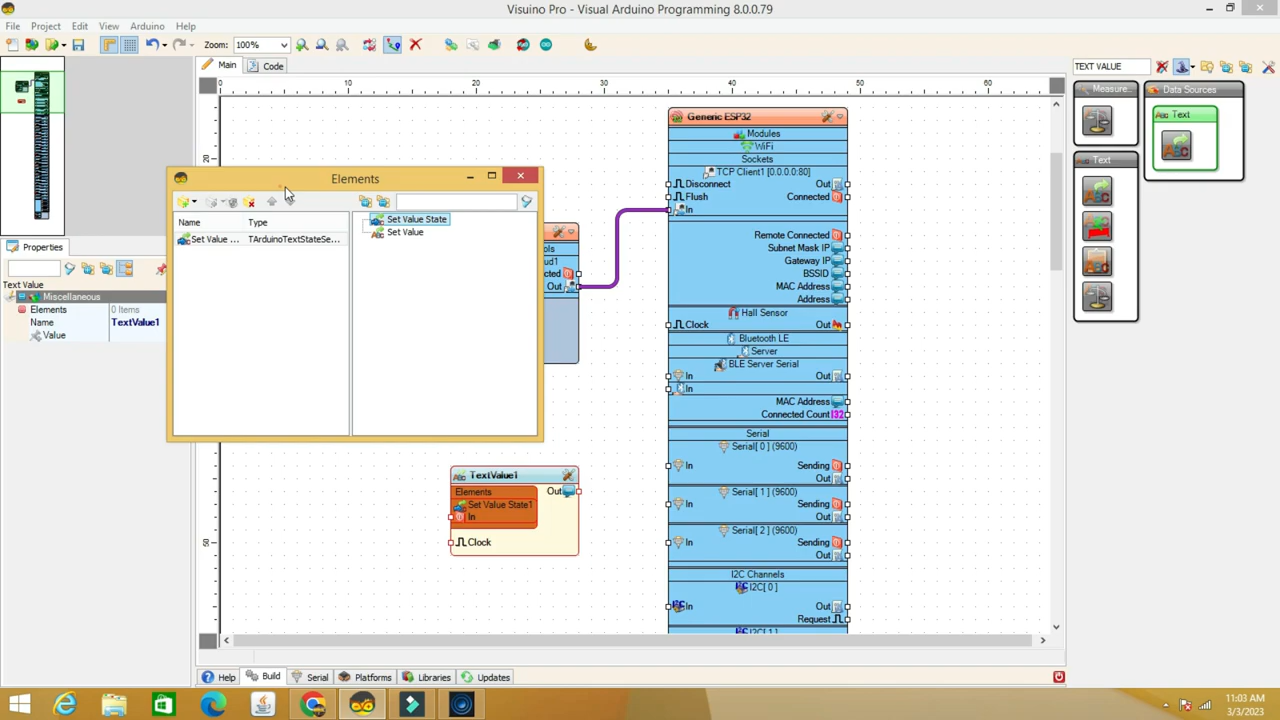 Visuino Pro - Visual Arduino Programming 8.0.0.79
File Project Edit View Arduino Help
Zoom: 100%
TEXT VALUE
Main Code
0 10 20 30 40 50 60
20
50
Measure...
Data Sources
Text
Text
Properties
Text Value
Miscellaneous
Elements 0 Items
Name TextValue1
Value
Elements
Name Type
Set Value ... TArduinoTextStateSe...
Set Value State
Set Value
Out
TextValue1
Elements
Set Value State1
In
Out
Clock
Generic ESP32
Modules
WiFi
Sockets
TCP Client1 [0.0.0.0:80]
Disconnect Out
Flush Connected
In
Remote Connected
Subnet Mask IP
Gateway IP
BSSID
MAC Address
Address
Hall Sensor
Clock Out
Bluetooth LE
Server
BLE Server Serial
In Out
In
MAC Address
Connected Count I32
Serial
Serial[ 0 ] (9600)
In Sending
Out
Serial[ 1 ] (9600)
In Sending
Out
Serial[ 2 ] (9600)
In Sending
Out
I2C Channels
I2C[ 0 ]
In Out
Request
I2C[ 1 ]
Help Build Serial Platforms Libraries Updates
11:03 AM
3/3/2023